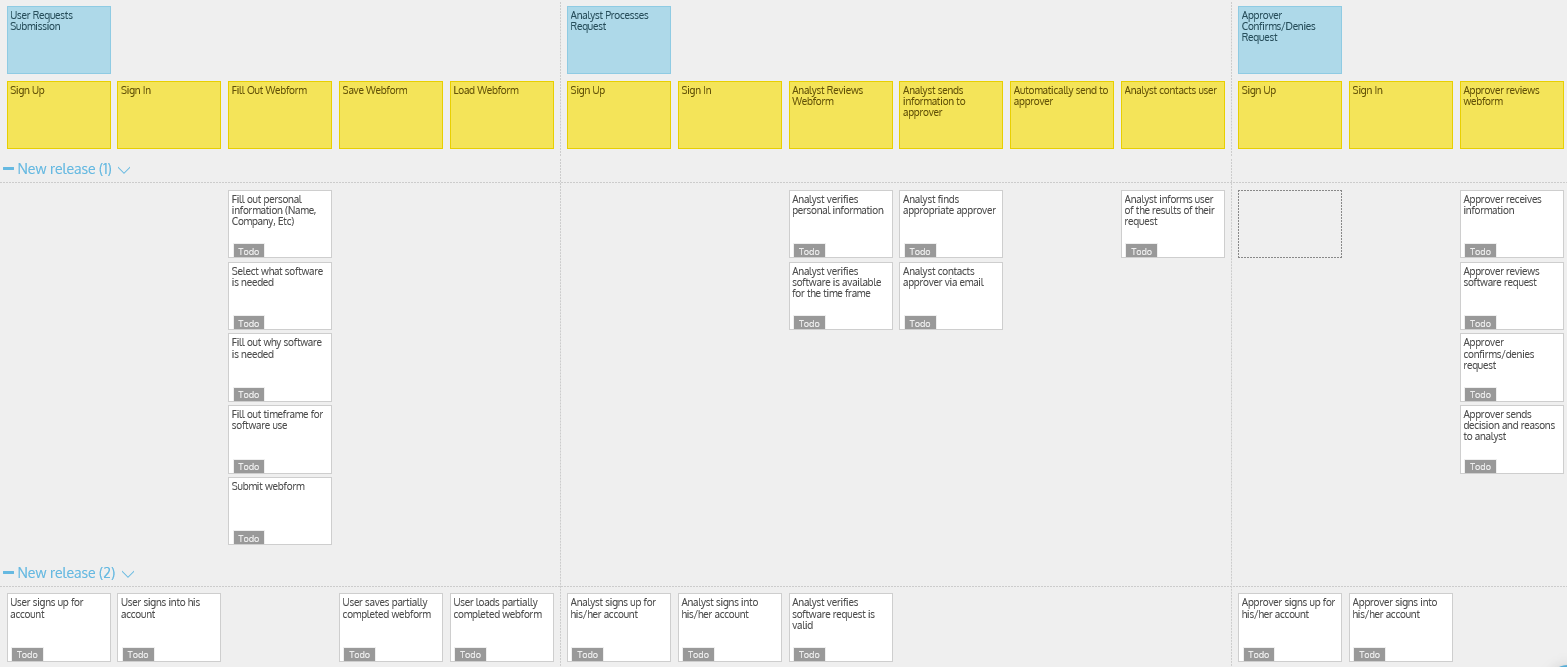 User Requests
Submission
Analyst Processes
Request
Approver
Confirms/Denies
Request
Sign Up
Sign In
Fill Out Webform
Save Webform
Load Webform
Sign Up
Sign In
Analyst Reviews
Webform
Analyst sends
information to
approver
Automatically send to
approver
Analyst contacts user
Sign Up
Sign In
Approver reviews
webform
New release (1)
Fill out personal
information (Name,
Company, Etc)
Todo
Analyst verifies
personal information
Todo
Analyst finds
appropriate approver
Todo
Analyst informs user
of the results of their
request
Todo
Approver receives
information
Todo
Select what software
is needed
Todo
Analyst verifies
software is available
for the time frame
Todo
Analyst contacts
approver via email
Todo
Approver reviews
software request
Todo
Fill out why software
is needed
Todo
Approver
confirms/denies
request
Todo
Fill out timeframe for
software use
Todo
Approver sends
decision and reasons
to analyst
Todo
Submit webform
Todo
New release (2)
User signs up for
account
Todo
User signs into his
account
Todo
User saves partially
completed webform
Todo
User loads partially
completed webform
Todo
Analyst signs up for
his/her account
Todo
Analyst signs into
his/her account
Todo
Analyst verifies
software request is
valid
Todo
Approver signs up for
his/her account
Todo
Approver signs into
his/her account
Todo